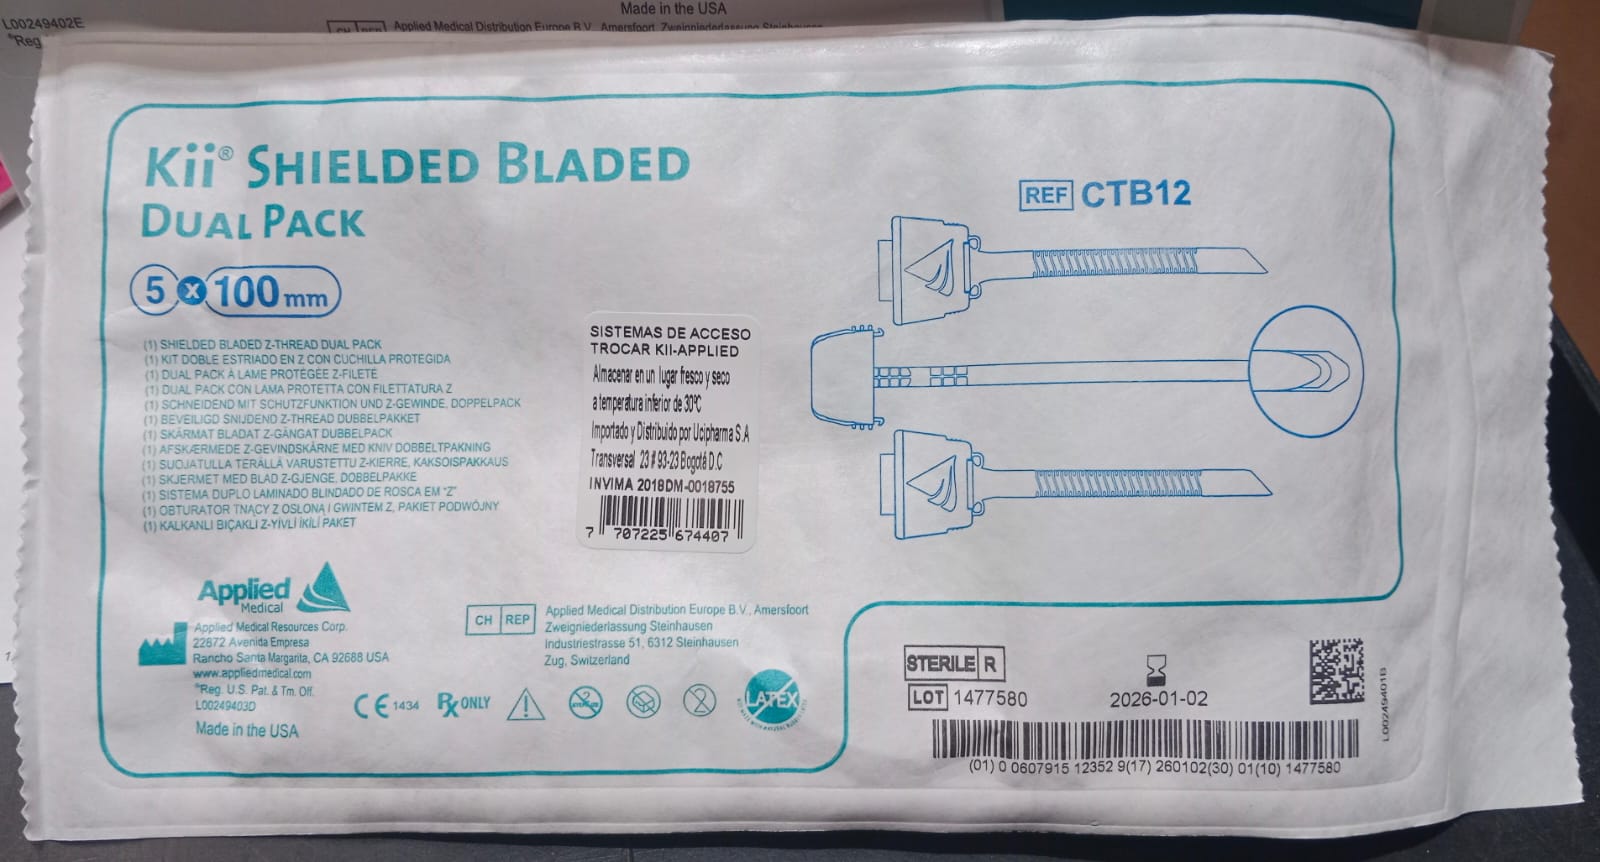 Made in the USA
L00249402E
®Reg
CH REP Applied Medical Distribution Europe B.V. Amersfoort Zweigniederlassung Steinhausen
Kii® SHIELDED BLADED
DUAL PACK
5 x 100 mm
REF CTB12
(1) SHIELDED BLADED Z-THREAD DUAL PACK
(1) KIT DOBLE ESTRIADO EN Z CON CUCHILLA PROTEGIDA
(1) DUAL PACK À LAME PROTÉGÉE Z-FILETÉ
(1) DUAL PACK CON LAMA PROTETTA CON FILETTATURA Z
(1) SCHNEIDEND MIT SCHUTZFUNKTION UND Z-GEWINDE, DOPPELPACK
(1) BEVEILIGD SNIJDEND Z-THREAD DUBBELPAKKET
(1) SKÄRMAT BLADAT Z-GÄNGAT DUBBELPACK
(1) AFSKÆRMEDE Z-GEVINDSKÅRNE MED KNIV DOBBELTPAKNING
(1) SUOJATULLA TERÄLLÄ VARUSTETTU Z-KIERRE, KAKSOISPAKKAUS
(1) SKJERMET MED BLAD Z-GJENGE, DOBBELPAKKE
(1) SISTEMA DUPLO LAMINADO BLINDADO DE ROSCA EM "Z"
(1) OBTURATOR TNĄCY Z OSŁONĄ I GWINTEM Z, PAKIET PODWÓJNY
(1) KALKANLI BIÇAKLI Z-YİVLİ İKİLİ PAKET
SISTEMAS DE ACCESO
TROCAR KII-APPLIED
Almacenar en un lugar fresco y seco
a temperatura inferior de 30ºC
Importado y Distribuido por Ucipharma S.A
Transversal 23 # 93-23 Bogotá D.C
INVIMA 2018DM-0018755
7 707225 674407
Applied
Medical
Applied Medical Resources Corp.
22872 Avenida Empresa
Rancho Santa Margarita, CA 92688 USA
www.appliedmedical.com
®Reg. U.S. Pat. & Tm. Off.
L00249403D
Made in the USA
CH REP
Applied Medical Distribution Europe B.V., Amersfoort
Zweigniederlassung Steinhausen
Industriestrasse 51, 6312 Steinhausen
Zug, Switzerland
CE 1434 Rx ONLY
2
LATEX
STERILE R
LOT 1477580
2026-01-02
L00249401B
(01) 0 0607915 12352 9(17) 260102(30) 01(10) 1477580